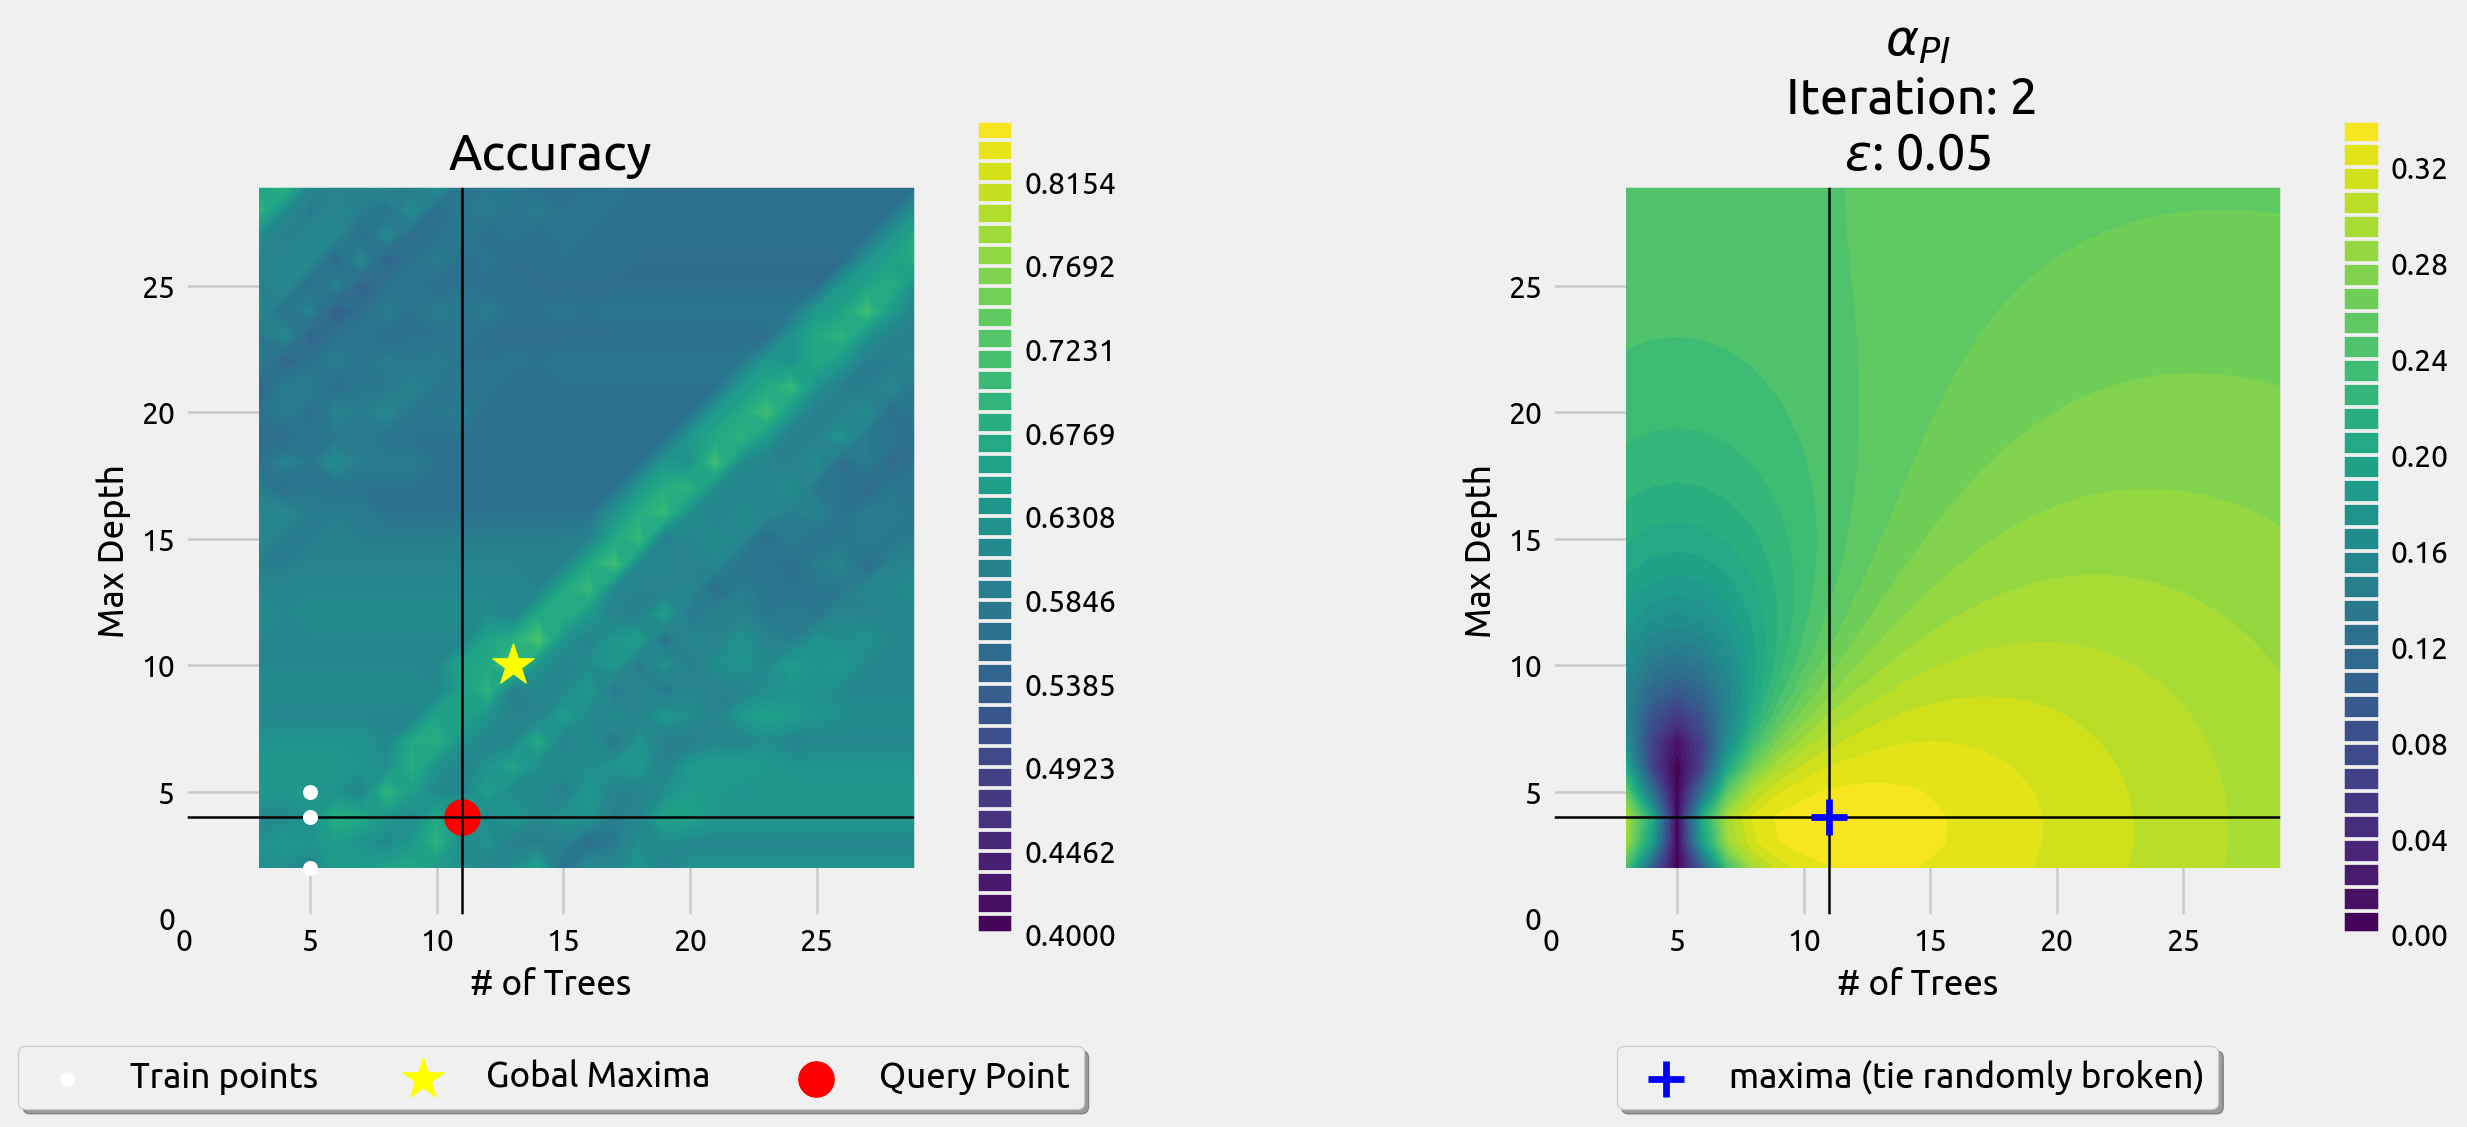 Accuracy
Max Depth
25
20
15
10
5
0
0 5 10 15 20 25
# of Trees
0.8154
0.7692
0.7231
0.6769
0.6308
0.5846
0.5385
0.4923
0.4462
0.4000
Train points Gobal Maxima Query Point
α_PI
Iteration: 2
ε: 0.05
Max Depth
25
20
15
10
5
0
0 5 10 15 20 25
# of Trees
0.32
0.28
0.24
0.20
0.16
0.12
0.08
0.04
0.00
maxima (tie randomly broken)